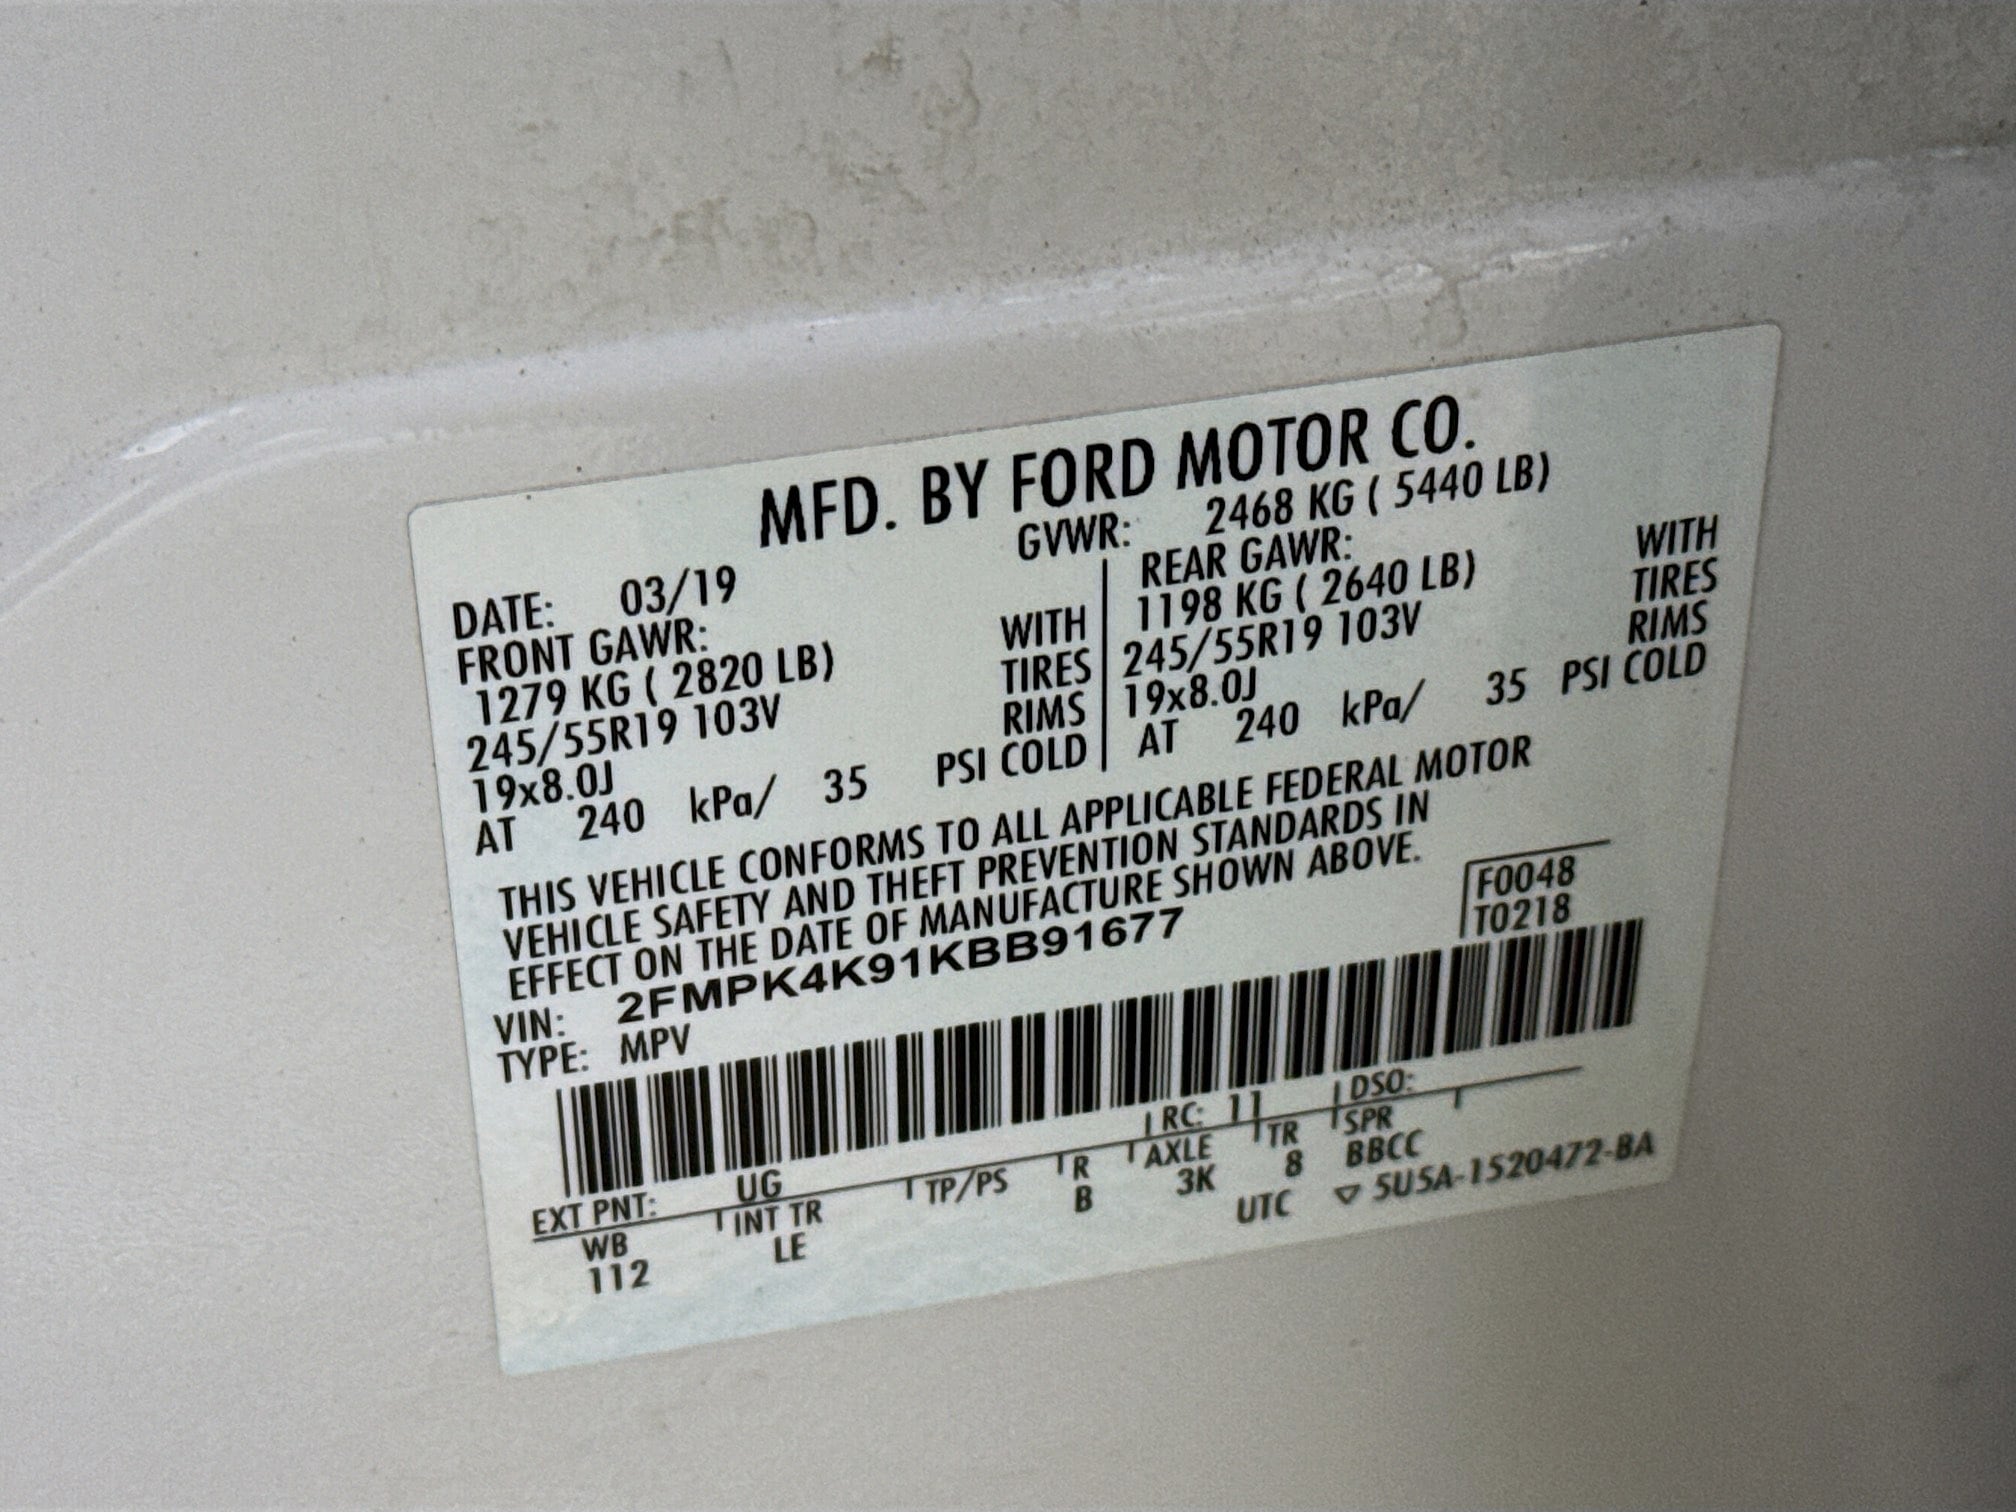 MFD. BY FORD MOTOR CO.
DATE: 03/19 GVWR: 2468 KG ( 5440 LB)
FRONT GAWR: REAR GAWR:
1279 KG ( 2820 LB) WITH 1198 KG ( 2640 LB) WITH
245/55R19 103V TIRES 245/55R19 103V TIRES
19x8.0J RIMS 19x8.0J RIMS
AT 240 kPa/ 35 PSI COLD AT 240 kPa/ 35 PSI COLD
THIS VEHICLE CONFORMS TO ALL APPLICABLE FEDERAL MOTOR
VEHICLE SAFETY AND THEFT PREVENTION STANDARDS IN
EFFECT ON THE DATE OF MANUFACTURE SHOWN ABOVE.
F0048
T0218
VIN: 2FMPK4K91KBB91677
TYPE: MPV
EXT PNT: UG RC: 11 DSO:
WB INT TR TP/PS R AXLE TR SPR
112 LE B 3K 8 BBCC
UTC ▽ 5U5A-1520472-BA